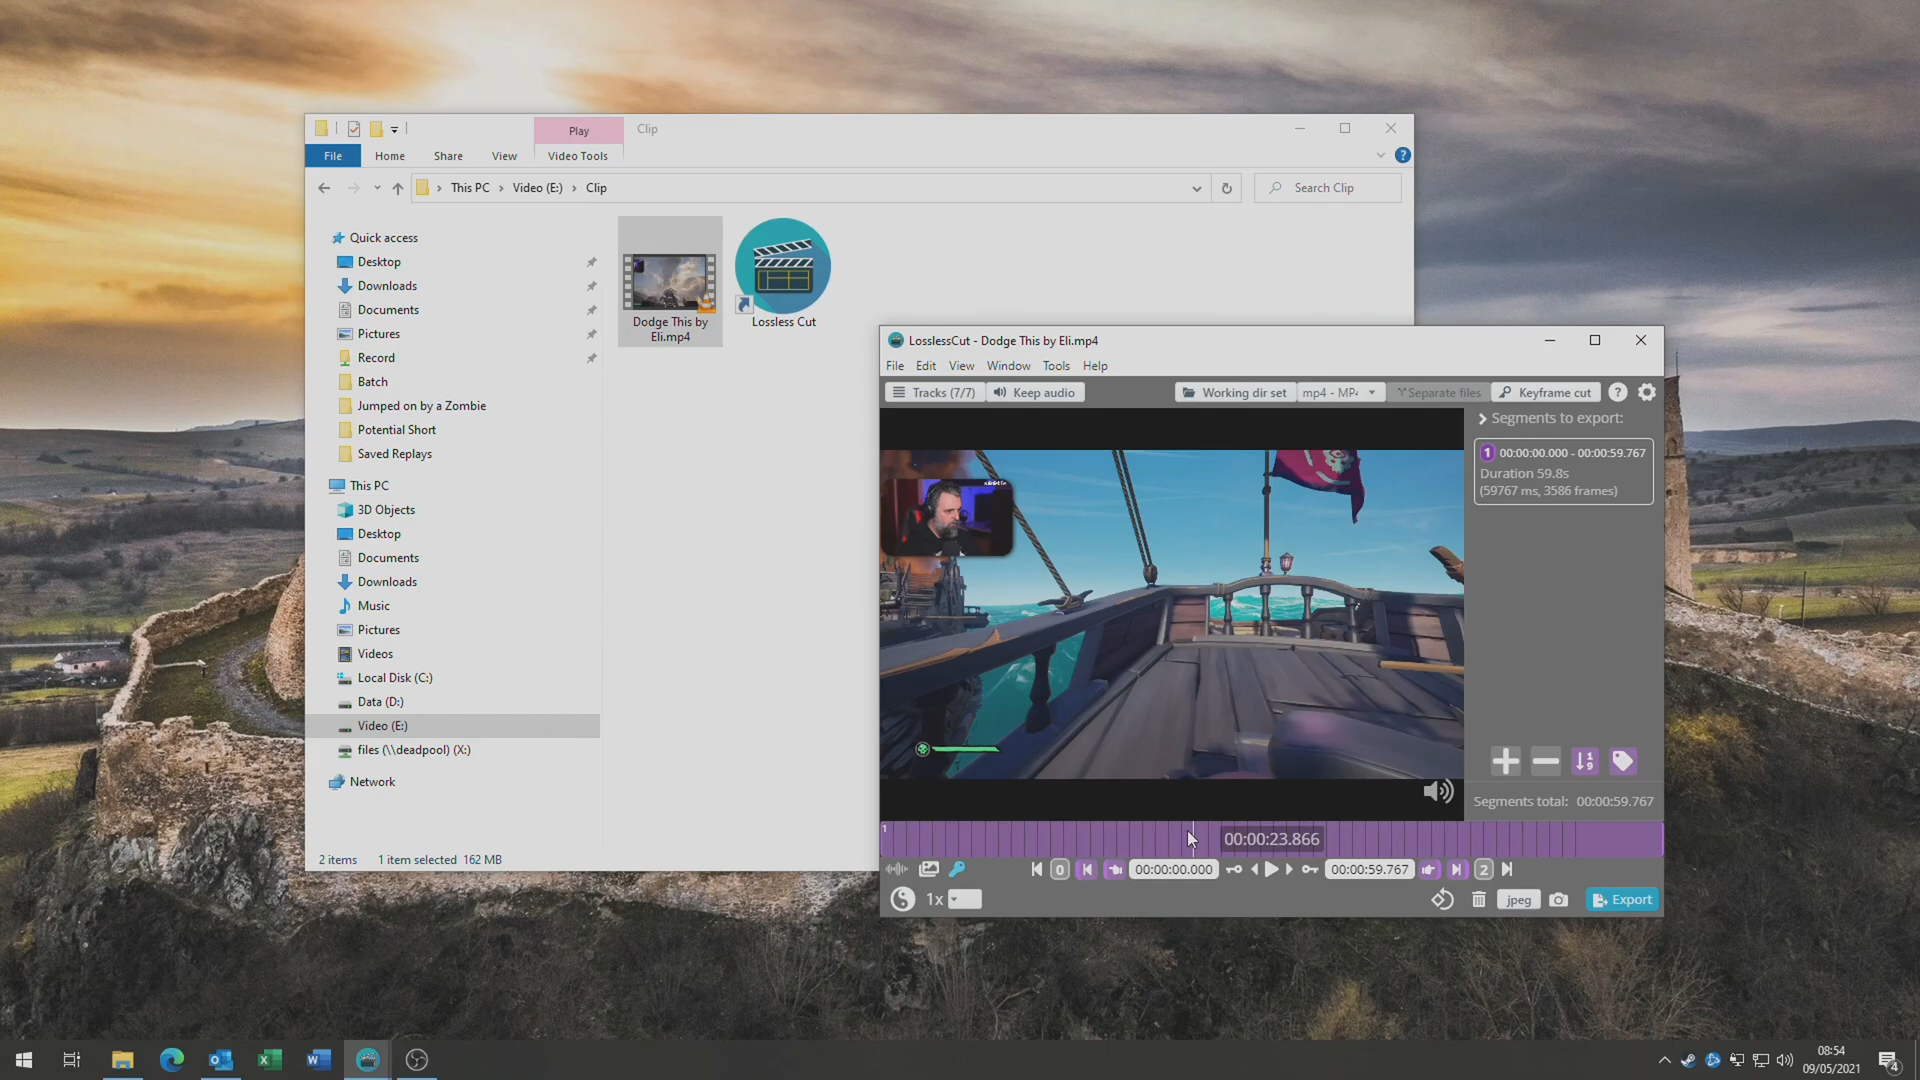 Play
Clip
File
Home
Share
View
Video Tools
This PC
Video (E:)
Clip
Search Clip
Quick access
Desktop
Downloads
Documents
Pictures
Record
Batch
Jumped on by a Zombie
Potential Short
Saved Replays
This PC
3D Objects
Desktop
Documents
Downloads
Music
Pictures
Videos
Local Disk (C:)
Data (D:)
Video (E:)
files (\\deadpool) (X:)
Network
Dodge This by
Eli.mp4
Lossless Cut
2 items
1 item selected 162 MB
LosslessCut - Dodge This by Eli.mp4
File
Edit
View
Window
Tools
Help
Tracks (7/7)
Keep audio
Working dir set
mp4 - MP4
Separate files
Keyframe cut
?
Segments to export:
1 00:00:00.000 - 00:00:59.767
Duration 59.8s
(59767 ms, 3586 frames)
Segments total: 00:00:59.767
1
00:00:23.866
0
00:00:00.000
00:00:59.767
2
1x
jpeg
Export
08:54
09/05/2021
4